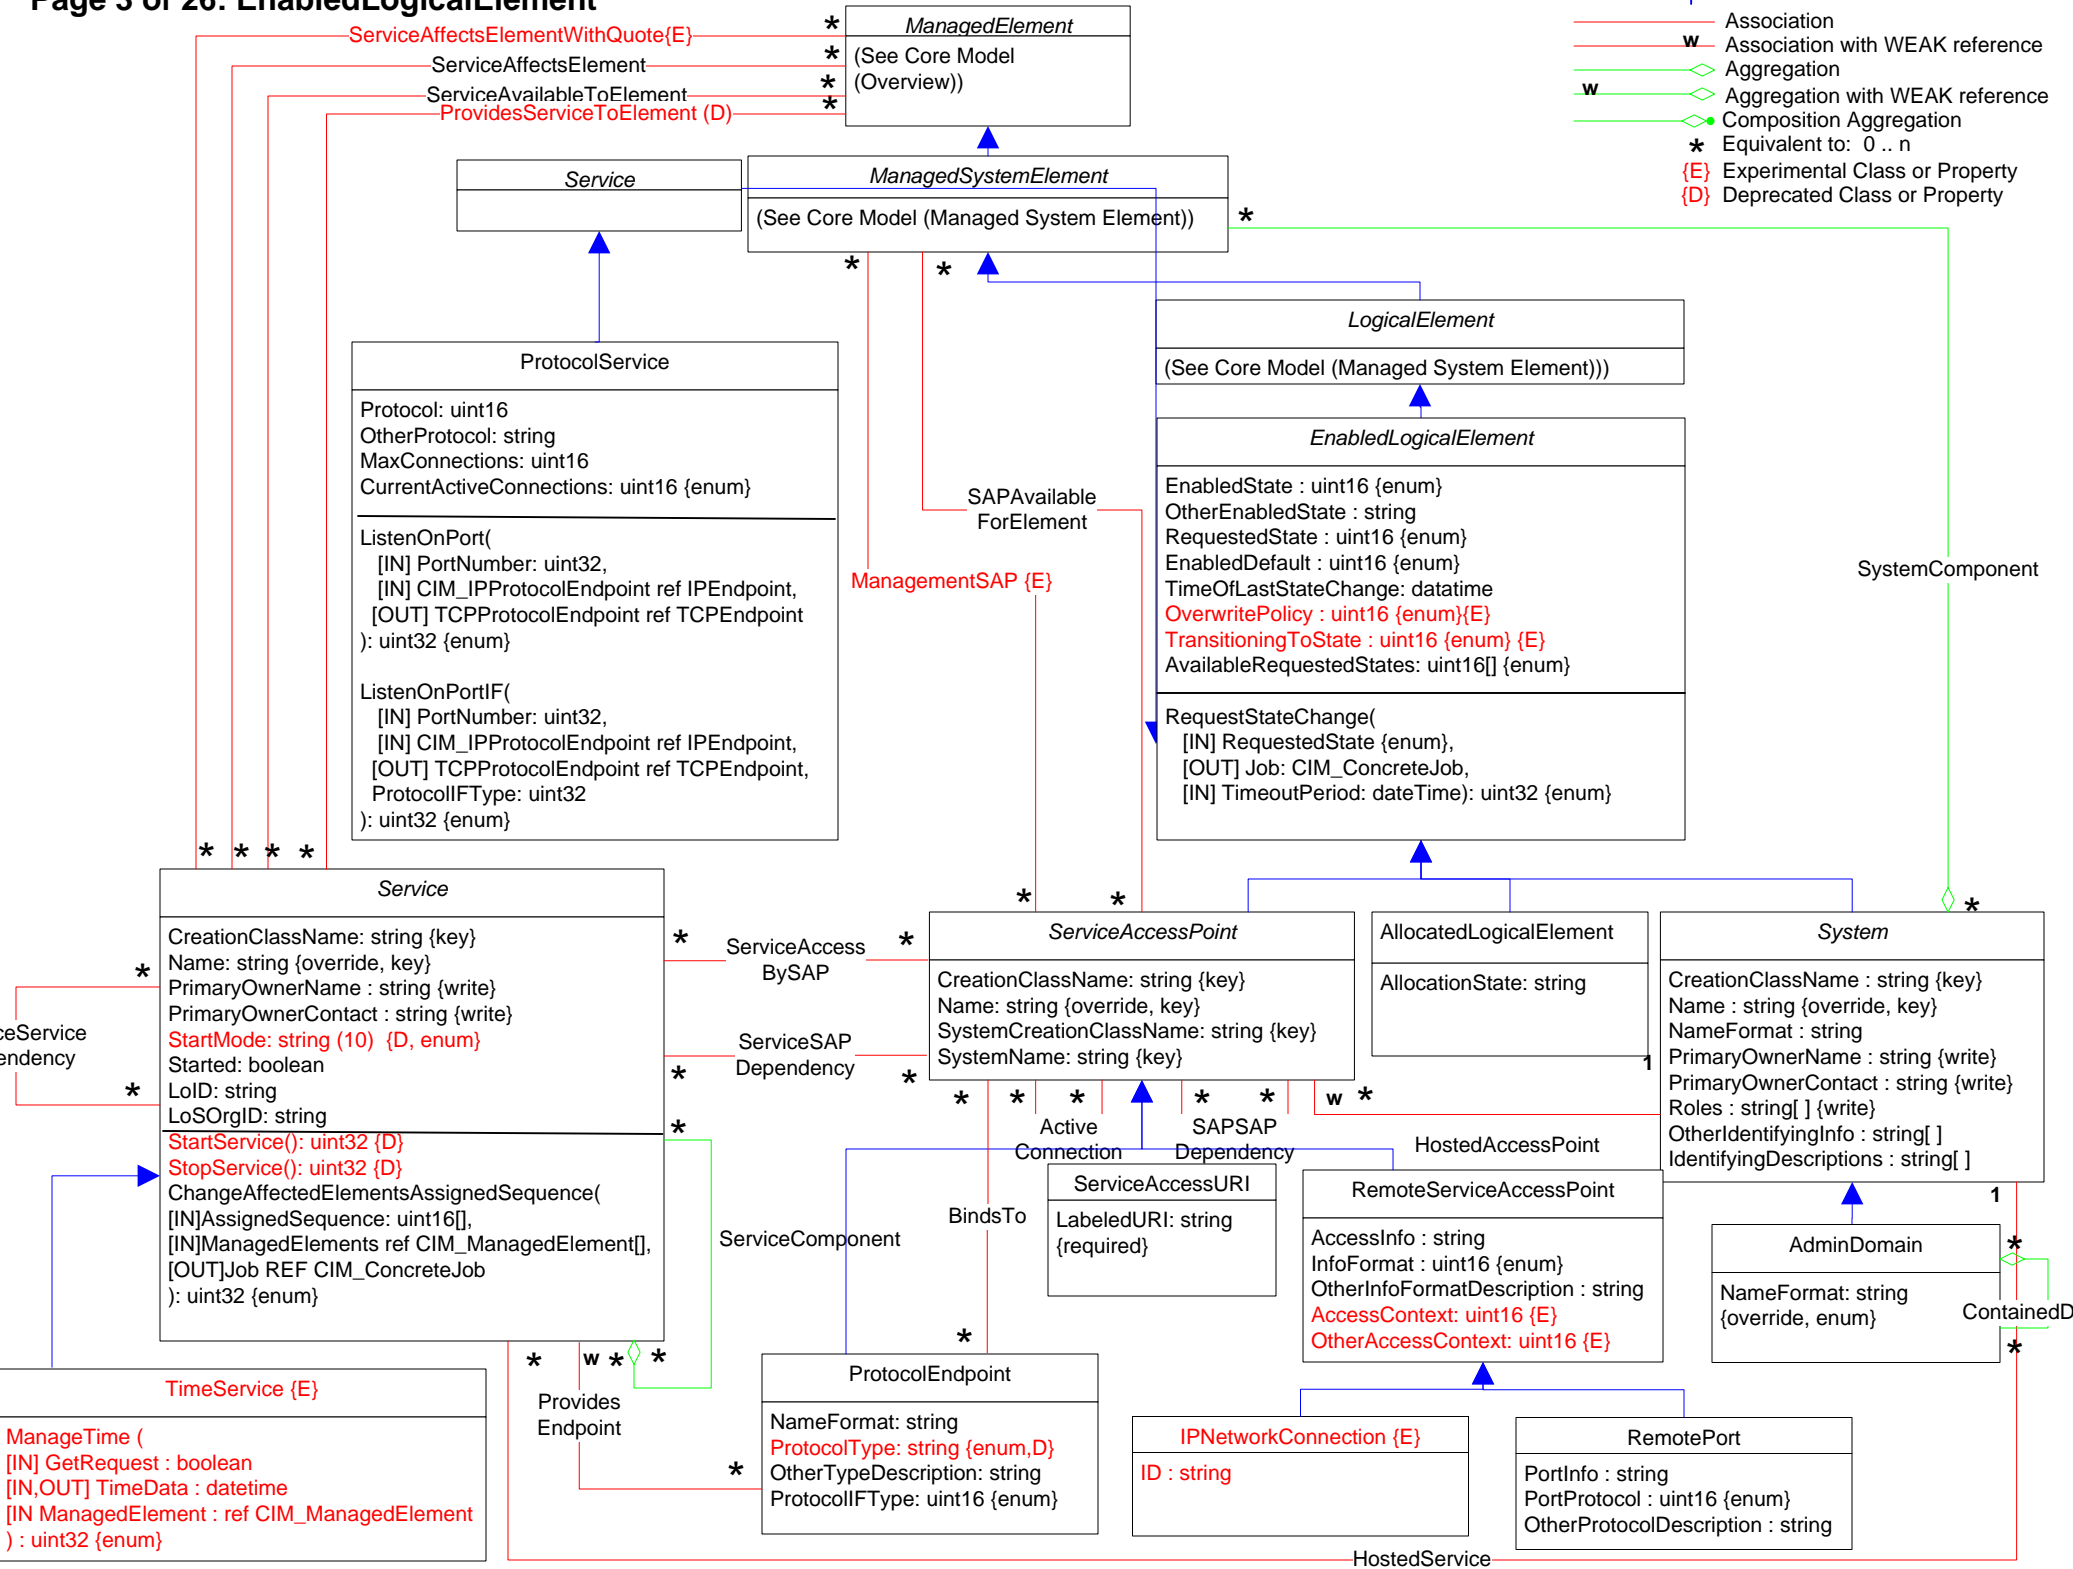 Page 3 of 26: EnabledLogicalElement
Association
w
Association with WEAK reference
Aggregation
w
Aggregation with WEAK reference
Composition Aggregation
* Equivalent to: 0 .. n
{E} Experimental Class or Property
{D} Deprecated Class or Property
ServiceAffectsElementWithQuote{E}
*
ServiceAffectsElement
*
ServiceAvailableToElement
*
ProvidesServiceToElement (D)
*
ManagedElement
(See Core Model
(Overview))
Service
ManagedSystemElement
(See Core Model (Managed System Element))
*
*
*
LogicalElement
(See Core Model (Managed System Element)))
ProtocolService
Protocol: uint16
OtherProtocol: string
MaxConnections: uint16
CurrentActiveConnections: uint16 {enum}
ListenOnPort(
[IN] PortNumber: uint32,
[IN] CIM_IPProtocolEndpoint ref IPEndpoint,
[OUT] TCPProtocolEndpoint ref TCPEndpoint
): uint32 {enum}
ListenOnPortIF(
[IN] PortNumber: uint32,
[IN] CIM_IPProtocolEndpoint ref IPEndpoint,
[OUT] TCPProtocolEndpoint ref TCPEndpoint,
ProtocolIFType: uint32
): uint32 {enum}
SAPAvailable
ForElement
ManagementSAP {E}
EnabledLogicalElement
EnabledState : uint16 {enum}
OtherEnabledState : string
RequestedState : uint16 {enum}
EnabledDefault : uint16 {enum}
TimeOfLastStateChange: datatime
OverwritePolicy : uint16 {enum}{E}
TransitioningToState : uint16 {enum} {E}
AvailableRequestedStates: uint16[] {enum}
RequestStateChange(
[IN] RequestedState {enum},
[OUT] Job: CIM_ConcreteJob,
[IN] TimeoutPeriod: dateTime): uint32 {enum}
SystemComponent
* * * *
* *
*
Service
CreationClassName: string {key}
Name: string {override, key}
PrimaryOwnerName : string {write}
PrimaryOwnerContact : string {write}
StartMode: string (10) {D, enum}
Started: boolean
LoID: string
LoSOrgID: string
StartService(): uint32 {D}
StopService(): uint32 {D}
ChangeAffectedElementsAssignedSequence(
[IN]AssignedSequence: uint16[],
[IN]ManagedElements ref CIM_ManagedElement[],
[OUT]Job REF CIM_ConcreteJob
): uint32 {enum}
*
ceService
endency
*
* ServiceAccess *
BySAP
ServiceSAP
Dependency
* *
*
ServiceComponent
ServiceAccessPoint
CreationClassName: string {key}
Name: string {override, key}
SystemCreationClassName: string {key}
SystemName: string {key}
AllocatedLogicalElement
AllocationState: string
1
System
CreationClassName : string {key}
Name : string {override, key}
NameFormat : string
PrimaryOwnerName : string {write}
PrimaryOwnerContact : string {write}
Roles : string[ ] {write}
OtherIdentifyingInfo : string[ ]
IdentifyingDescriptions : string[ ]
* * * * * w *
Active
Connection
SAPSAP
Dependency
HostedAccessPoint
BindsTo
ServiceAccessURI
LabeledURI: string
{required}
RemoteServiceAccessPoint
AccessInfo : string
InfoFormat : uint16 {enum}
OtherInfoFormatDescription : string
AccessContext: uint16 {E}
OtherAccessContext: uint16 {E}
1
AdminDomain
NameFormat: string
{override, enum}
*
ContainedD
*
* w * *
Provides
Endpoint
*
*
TimeService {E}
ManageTime (
[IN] GetRequest : boolean
[IN,OUT] TimeData : datetime
[IN ManagedElement : ref CIM_ManagedElement
) : uint32 {enum}
ProtocolEndpoint
NameFormat: string
ProtocolType: string {enum,D}
OtherTypeDescription: string
ProtocolIFType: uint16 {enum}
IPNetworkConnection {E}
ID : string
RemotePort
PortInfo : string
PortProtocol : uint16 {enum}
OtherProtocolDescription : string
HostedService